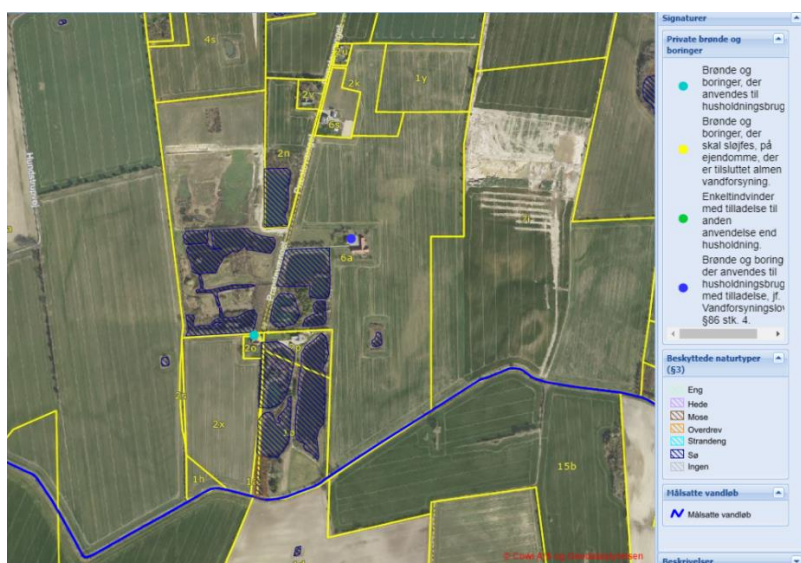 Signaturer
Private brønde og
boringer
Brønde og
boringer, der
anvendes til
husholdningsbrug
Brønde og
boringer, der
skal sløjfes, på
ejendomme, der
er tilsluttet almen
vandforsyning.
Enkeltindvinder
med tilladelse til
anden
anvendelse end
husholdning.
Brønde og boring
der anvendes til
husholdningsbrug
med tilladelse, jf.
Vandforsyningslov
§86 stk. 4.
Beskyttede naturtyper
(§3)
Eng
Hede
Mose
Overdrev
Strandeng
Sø
Ingen
Målsatte vandløb
Målsatte vandløb
Beskrivelser
4s
1y
2k
2n
6a
2o
2x
1h
15b